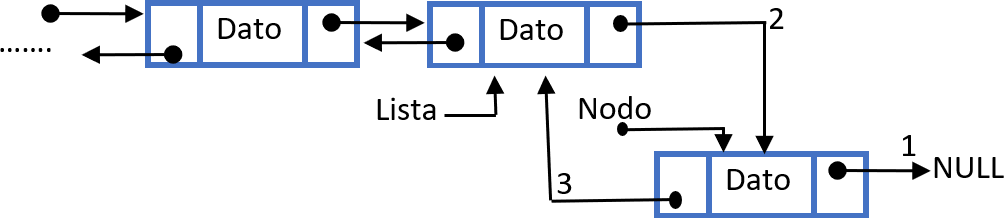 Dato
Dato
2
.......
Lista
Nodo
1
Dato
NULL
3